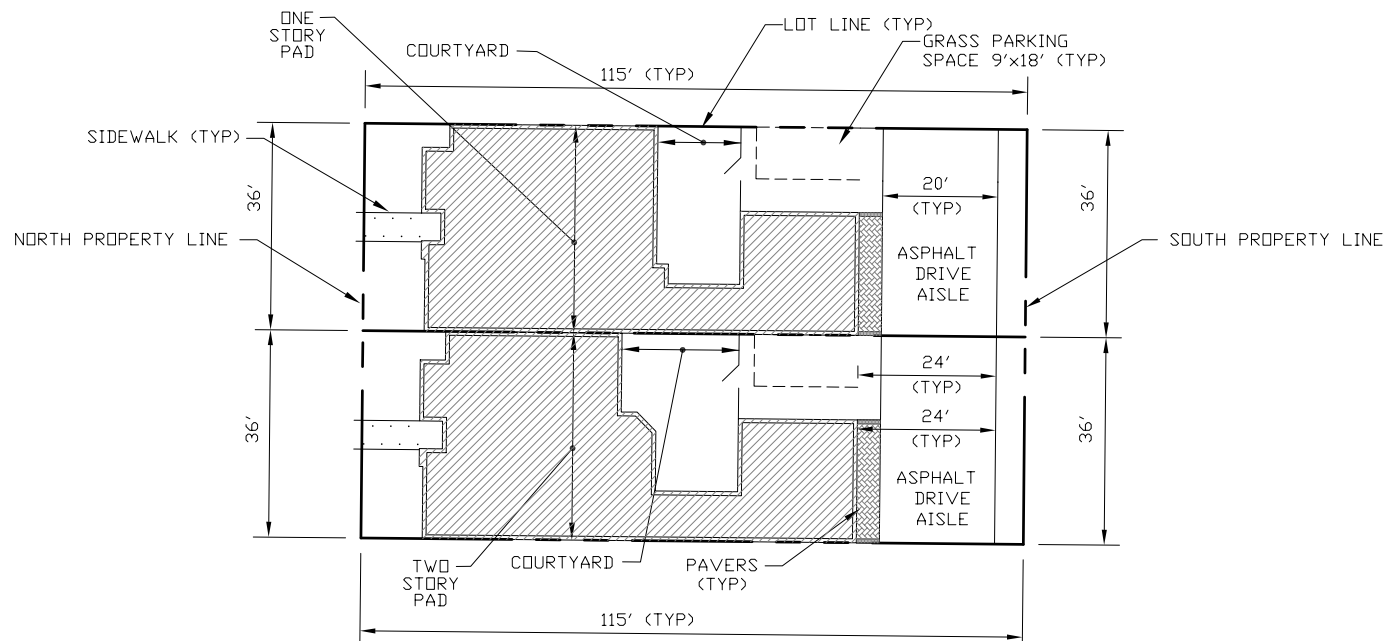 ONE
STORY
PAD
COURTYARD
LOT LINE (TYP)
GRASS PARKING
SPACE 9'x18' (TYP)
115' (TYP)
SIDEWALK (TYP)
36'
36'
20'
(TYP)
NORTH PROPERTY LINE
SOUTH PROPERTY LINE
ASPHALT
DRIVE
AISLE
24'
(TYP)
36'
36'
24'
(TYP)
ASPHALT
DRIVE
AISLE
TWO
STORY
PAD
COURTYARD
PAVERS
(TYP)
115' (TYP)